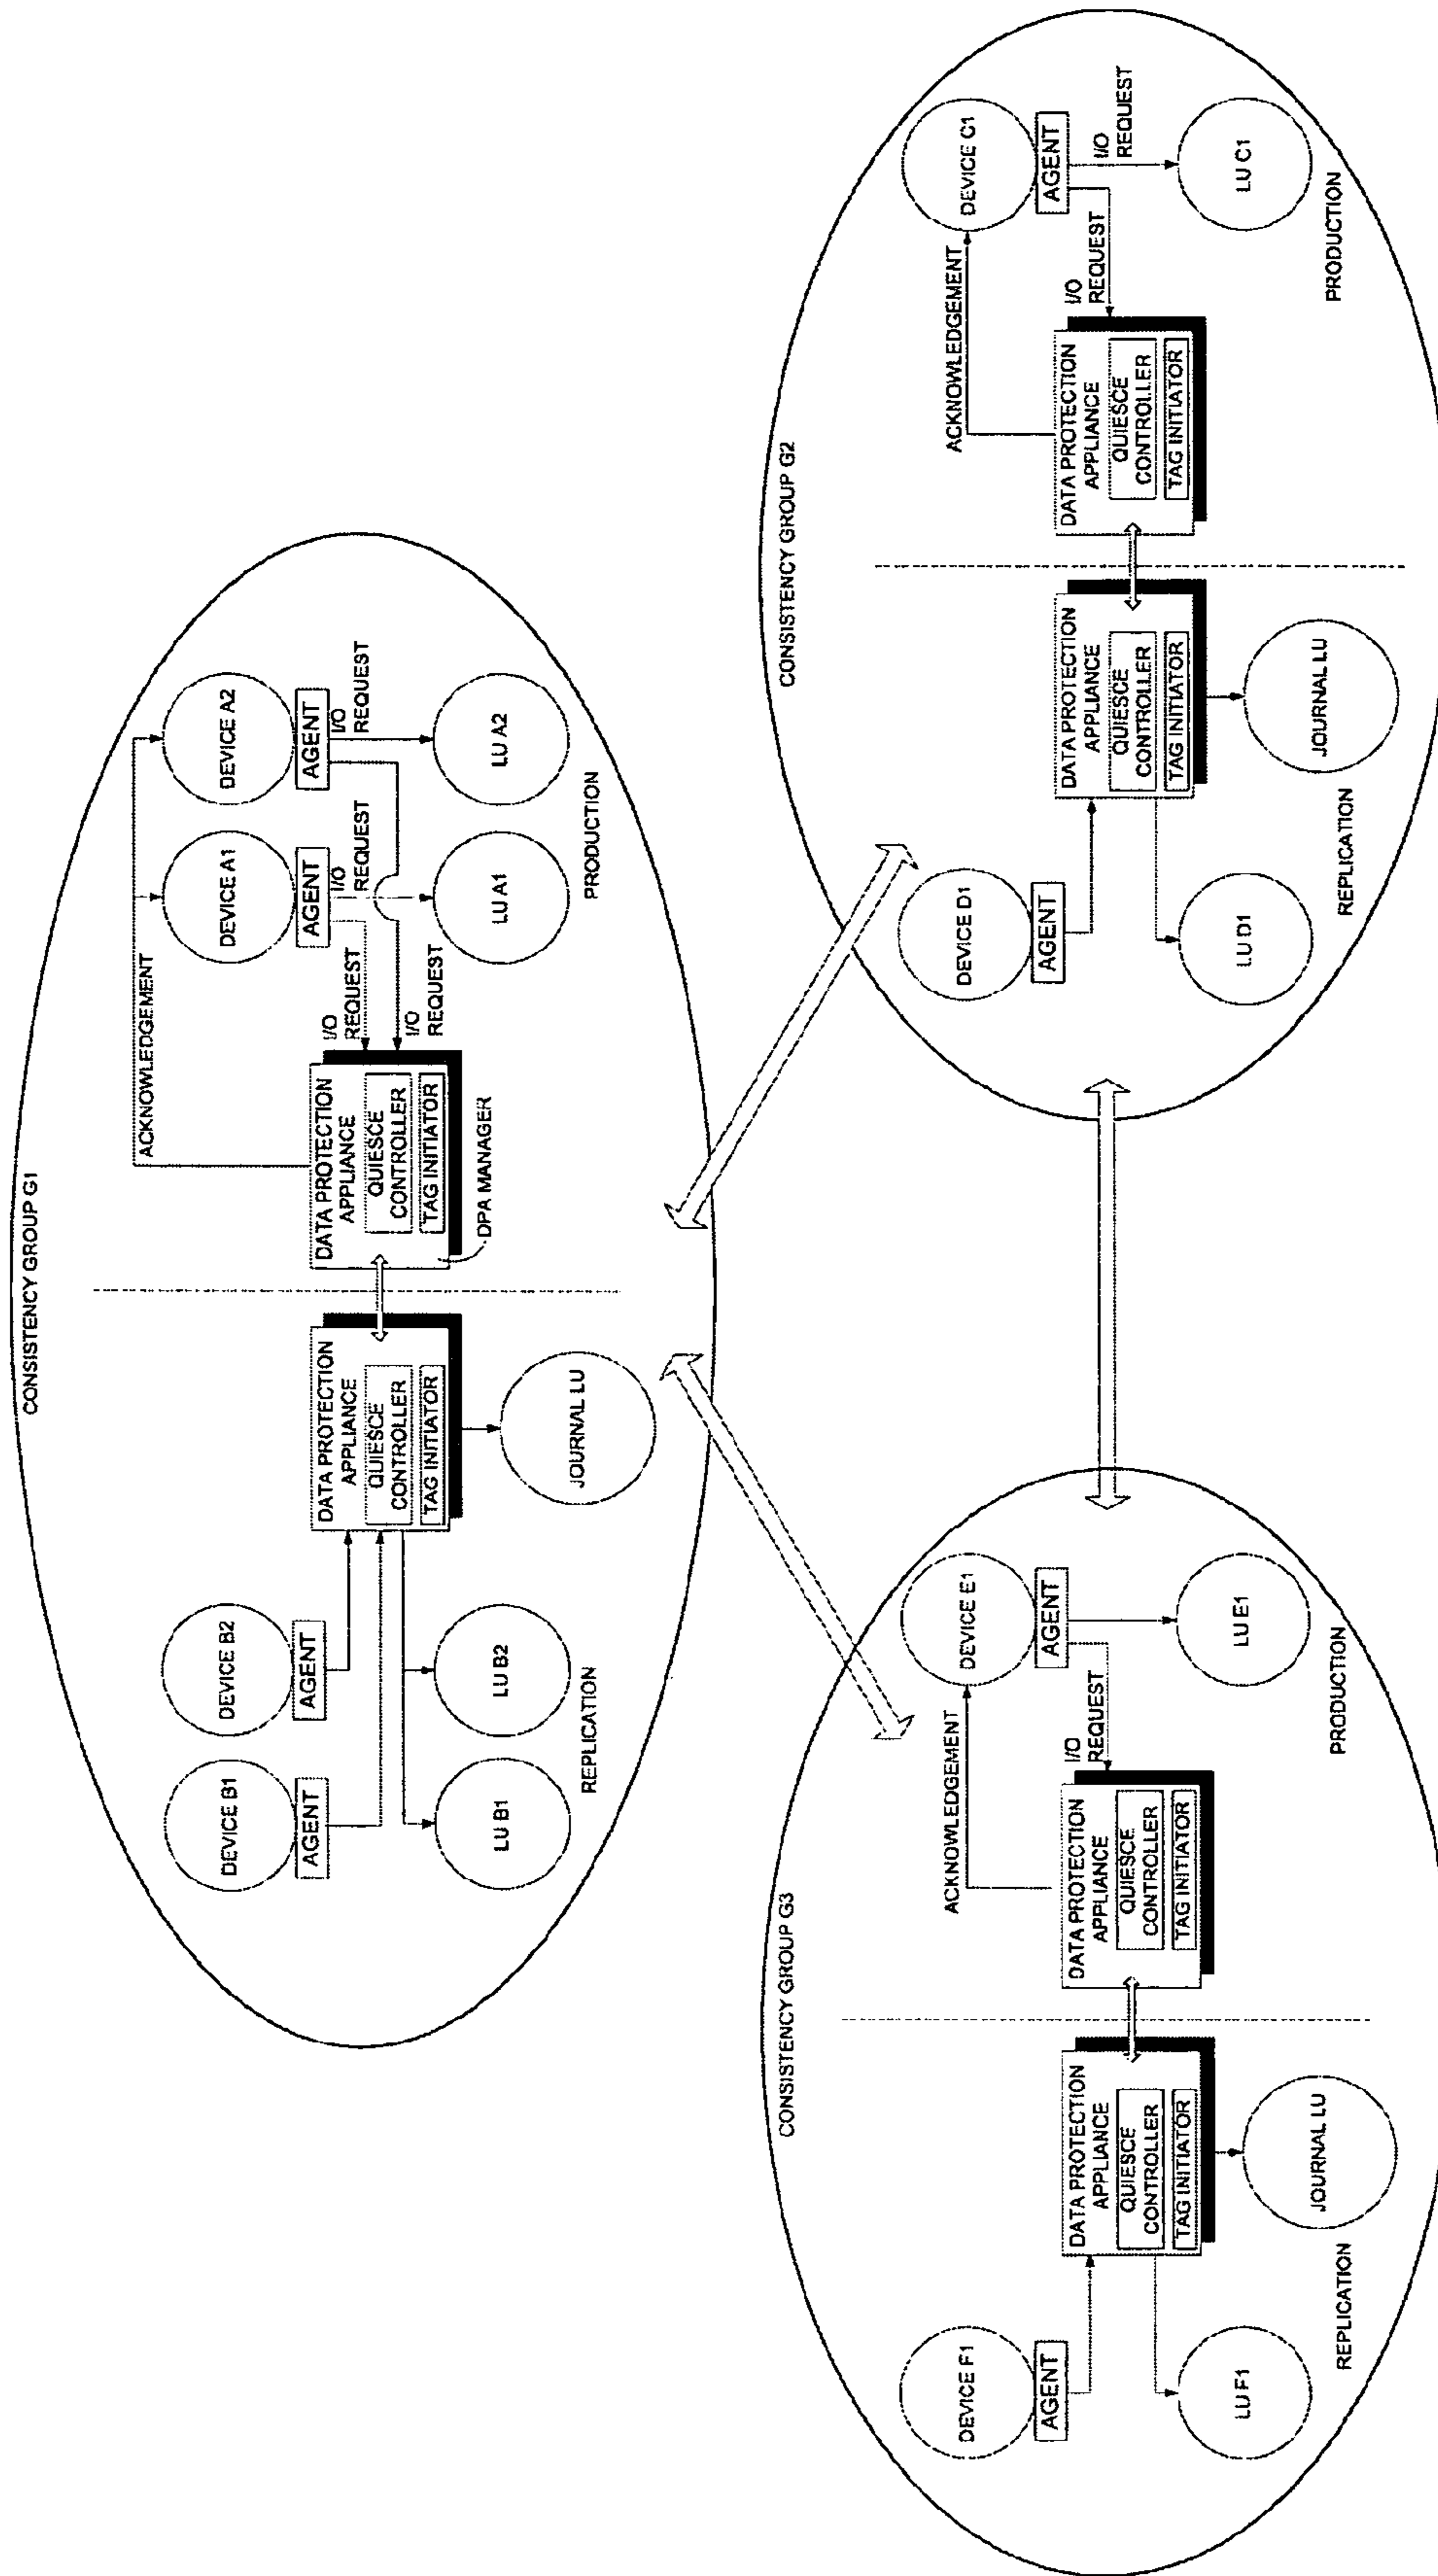 CONSISTENCY GROUP G1
DEVICE B1
AGENT
LU B1
DEVICE B2
AGENT
LU B2
REPLICATION
DATA PROTECTION
APPLIANCE
QUIESCE
CONTROLLER
TAG INITIATOR
JOURNAL LU
DATA PROTECTION
APPLIANCE
QUIESCE
CONTROLLER
TAG INITIATOR
DPA MANAGER
ACKNOWLEDGEMENT
I/O
REQUEST
I/O
REQUEST
DEVICE A1
AGENT
I/O
REQUEST
LU A1
DEVICE A2
AGENT
I/O
REQUEST
LU A2
PRODUCTION
CONSISTENCY GROUP G3
DEVICE F1
AGENT
LU F1
REPLICATION
DATA PROTECTION
APPLIANCE
QUIESCE
CONTROLLER
TAG INITIATOR
JOURNAL LU
DATA PROTECTION
APPLIANCE
QUIESCE
CONTROLLER
TAG INITIATOR
ACKNOWLEDGEMENT
I/O
REQUEST
DEVICE E1
AGENT
LU E1
PRODUCTION
CONSISTENCY GROUP G2
DEVICE D1
AGENT
LU D1
REPLICATION
DATA PROTECTION
APPLIANCE
QUIESCE
CONTROLLER
TAG INITIATOR
JOURNAL LU
DATA PROTECTION
APPLIANCE
QUIESCE
CONTROLLER
TAG INITIATOR
ACKNOWLEDGEMENT
I/O
REQUEST
DEVICE C1
AGENT
I/O
REQUEST
LU C1
PRODUCTION